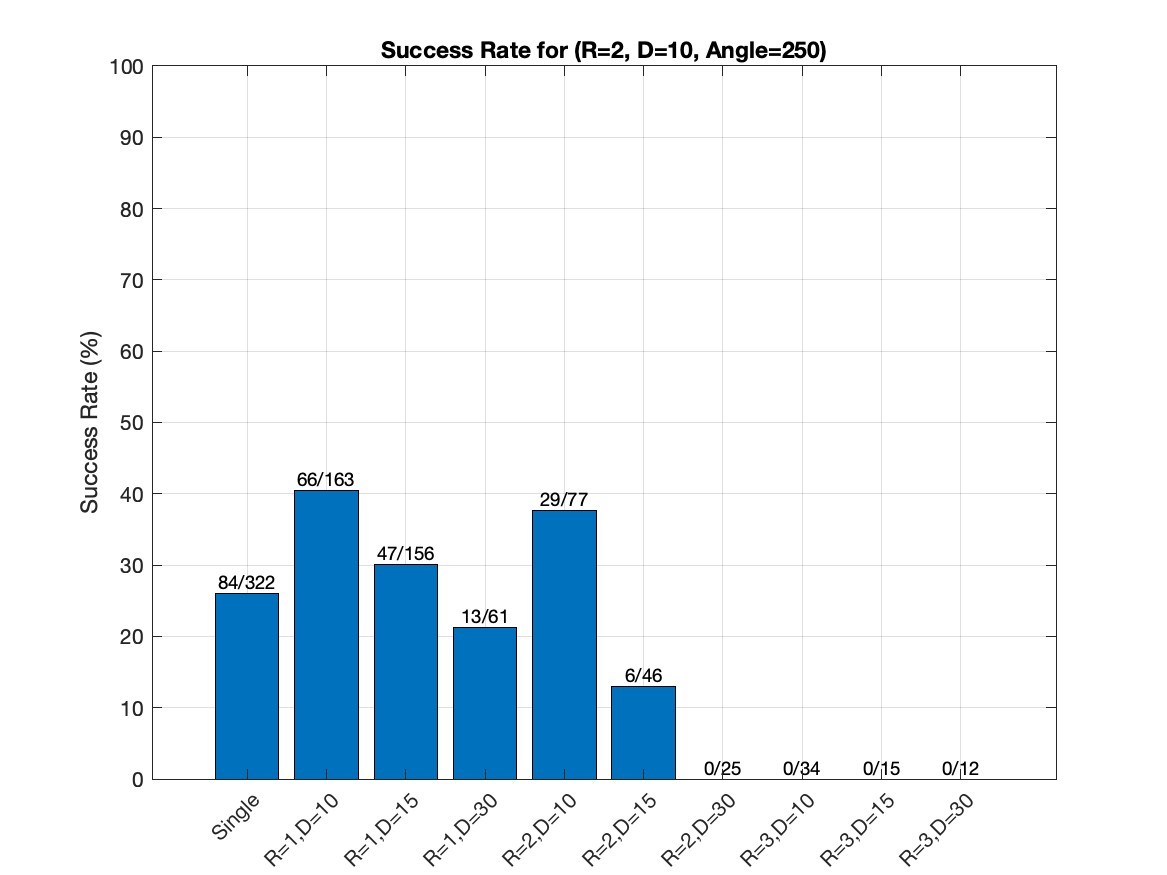 Success Rate for (R=2, D=10, Angle=250)
Success Rate (%)
100
90
80
70
60
50
40
30
20
10
0
84/322
66/163
47/156
13/61
29/77
6/46
0/25
0/34
0/15
0/12
Single
R=1,D=10
R=1,D=15
R=1,D=30
R=2,D=10
R=2,D=15
R=2,D=30
R=3,D=10
R=3,D=15
R=3,D=30